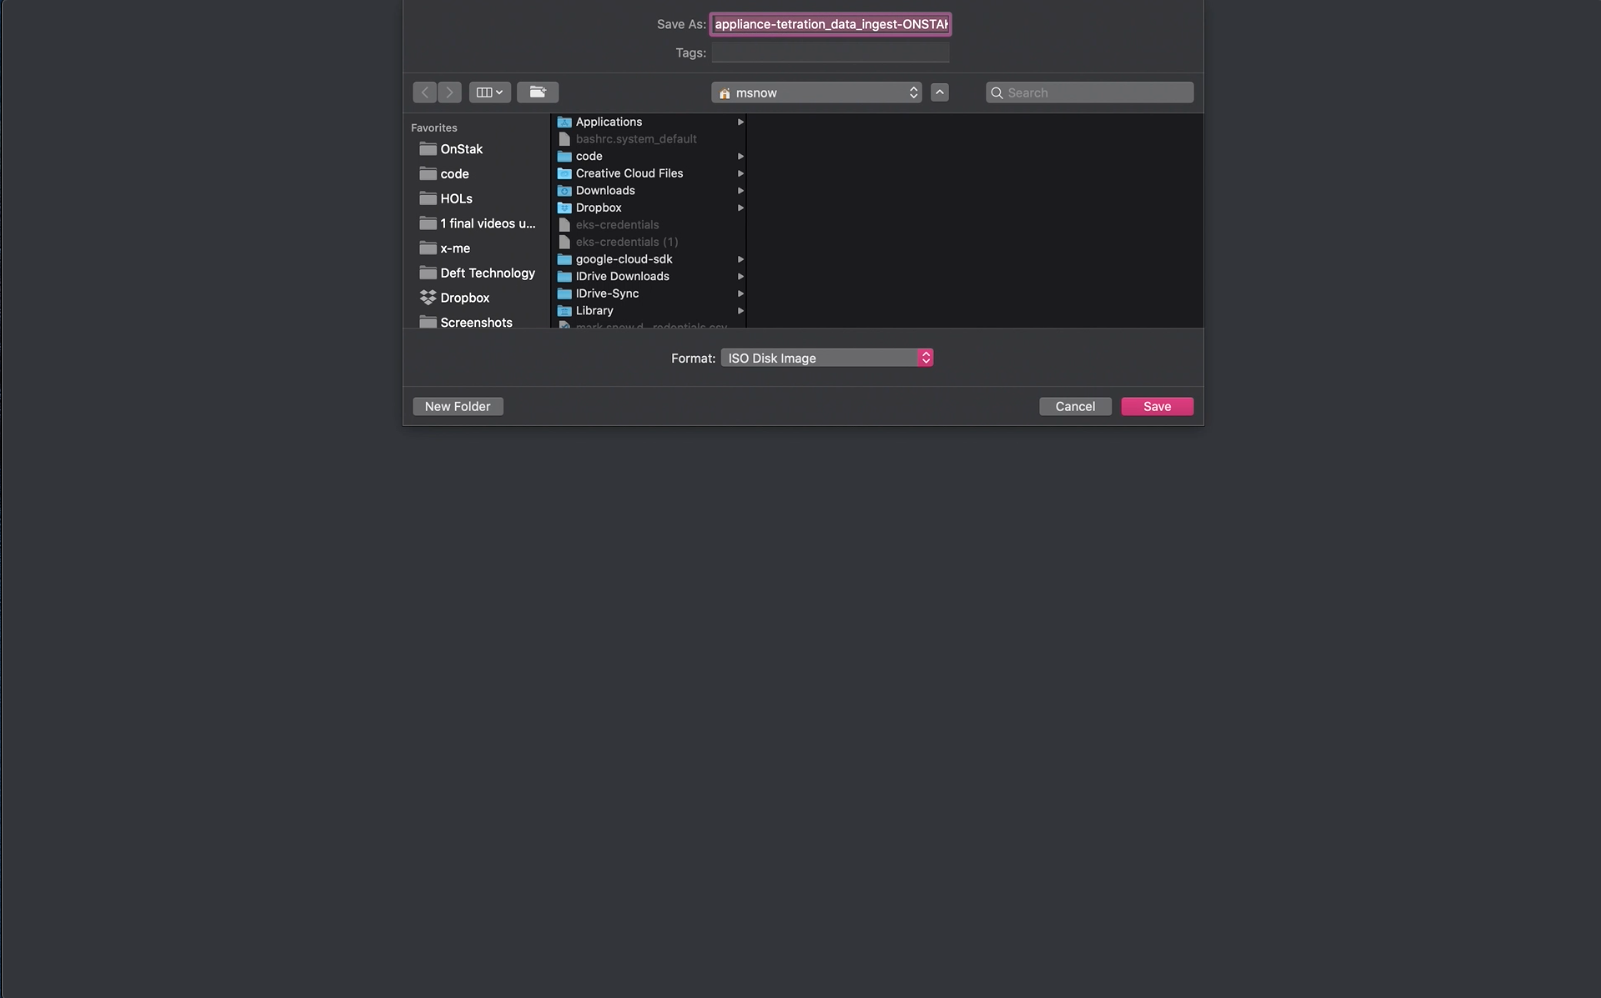 Save As: appliance-tetration_data_ingest-ONSTAK
Tags:
msnow
Search
Favorites
OnStak
code
HOLs
1 final videos u...
x-me
Deft Technology
Dropbox
Screenshots
Applications
bashrc.system_default
code
Creative Cloud Files
Downloads
Dropbox
eks-credentials
eks-credentials (1)
google-cloud-sdk
IDrive Downloads
IDrive-Sync
Library
Format: ISO Disk Image
New Folder
Cancel
Save